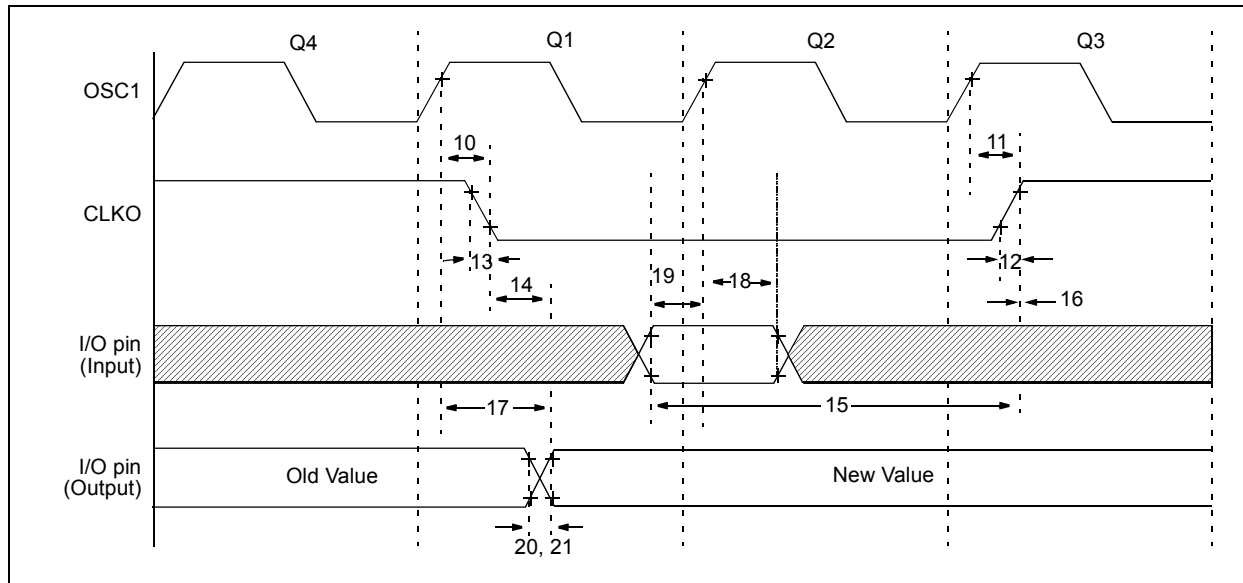 Q4 Q1 Q2 Q3
OSC1
10 11
CLKO
13 12
14 19 18 16
I/O pin
(Input)
17 15
I/O pin
(Output)
Old Value New Value
20, 21